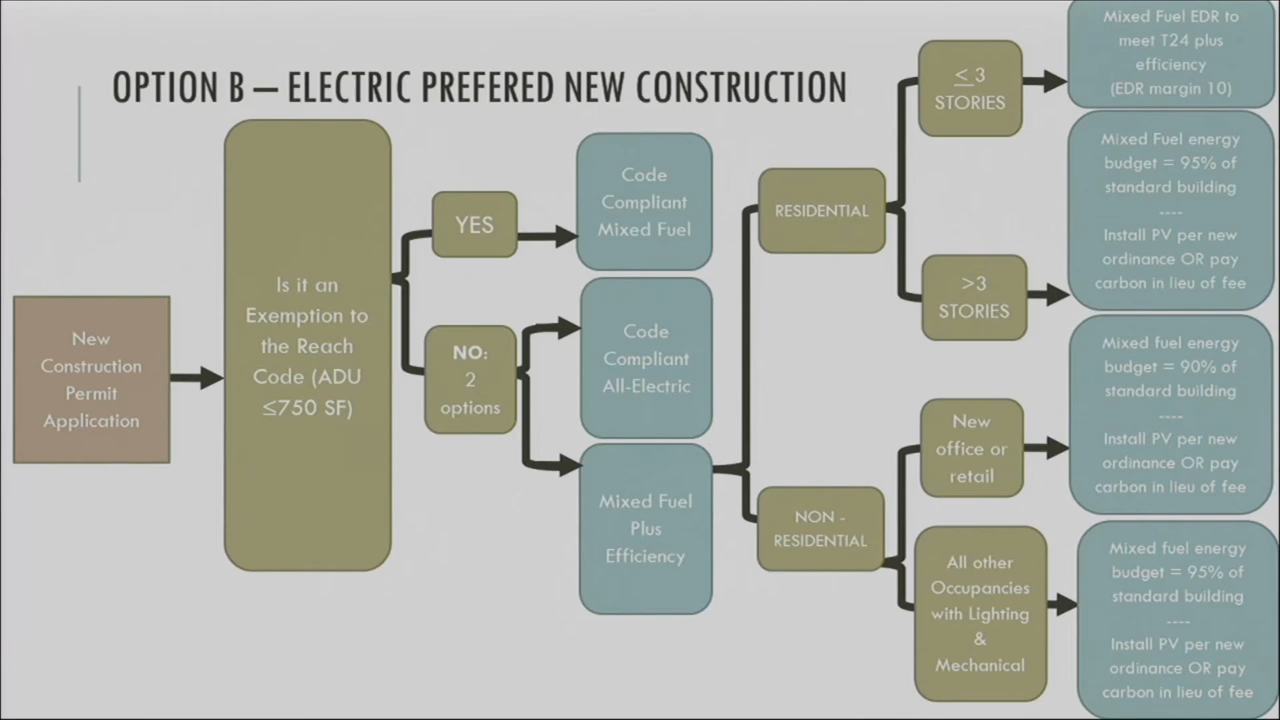 OPTION B – ELECTRIC PREFERED NEW CONSTRUCTION
New
Construction
Permit
Application
Is it an
Exemption to
the Reach
Code (ADU
≤750 SF)
YES
NO:
2
options
Code
Compliant
Mixed Fuel
Code
Compliant
All-Electric
Mixed Fuel
Plus
Efficiency
RESIDENTIAL
NON -
RESIDENTIAL
< 3
STORIES
>3
STORIES
New
office or
retail
All other
Occupancies
with Lighting
&
Mechanical
Mixed Fuel EDR to
meet T24 plus
efficiency
(EDR margin 10)
Mixed Fuel energy
budget = 95% of
standard building
----
Install PV per new
ordinance OR pay
carbon in lieu of fee
Mixed fuel energy
budget = 90% of
standard building
----
Install PV per new
ordinance OR pay
carbon in lieu of fee
Mixed fuel energy
budget = 95% of
standard building
----
Install PV per new
ordinance OR pay
carbon in lieu of fee